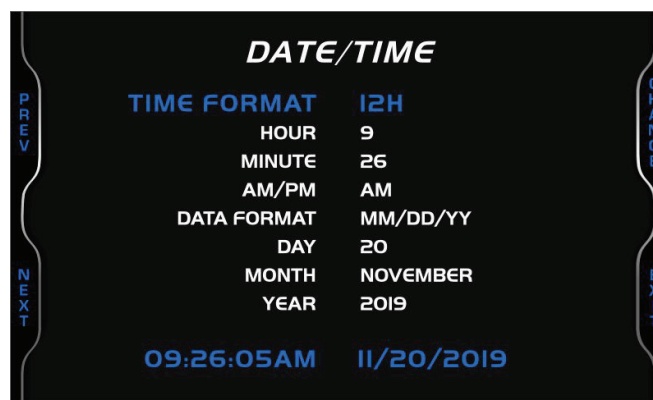 DATE/TIME
PREV
TIME FORMAT 12H
HOUR 9
MINUTE 26
AM/PM AM
DATA FORMAT MM/DD/YY
DAY 20
MONTH NOVEMBER
YEAR 2019
NEXT
09:26:05AM 11/20/2019